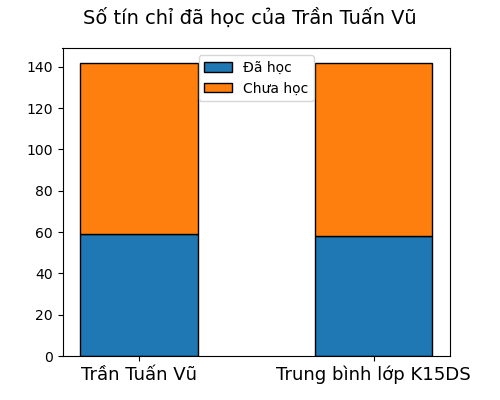 Số tín chỉ đã học của Trần Tuấn Vũ
140
120
100
80
60
40
20
0
Đã học
Chưa học
Trần Tuấn Vũ
Trung bình lớp K15DS